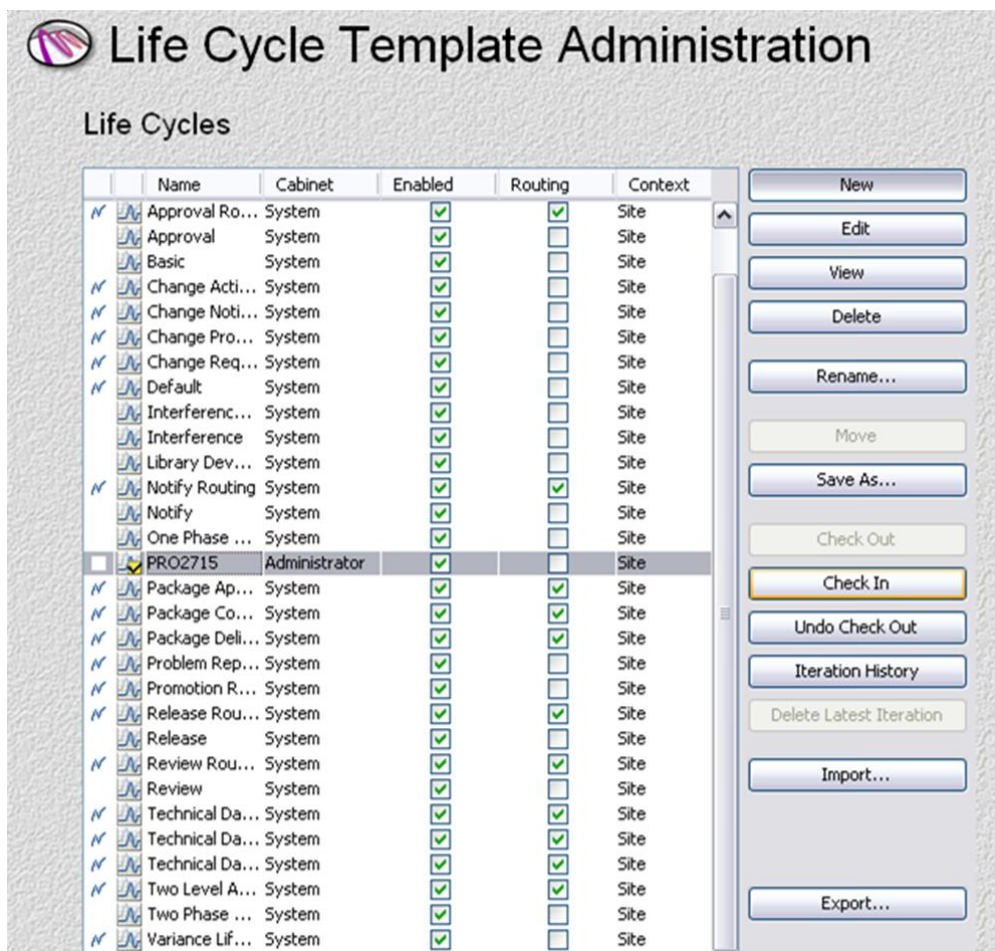 Life Cycle Template Administration
Life Cycles
Name Cabinet Enabled Routing Context
Approval Ro... System Site
Approval System Site
Basic System Site
Change Acti... System Site
Change Noti... System Site
Change Pro... System Site
Change Req... System Site
Default System Site
Interferenc... System Site
Interference System Site
Library Dev... System Site
Notify Routing System Site
Notify System Site
One Phase ... System Site
PRO2715 Administrator Site
Package Ap... System Site
Package Co... System Site
Package Deli... System Site
Problem Rep... System Site
Promotion R... System Site
Release Rou... System Site
Release System Site
Review Rou... System Site
Review System Site
Technical Da... System Site
Technical Da... System Site
Technical Da... System Site
Two Level A... System Site
Two Phase ... System Site
Variance Lif... System Site
New
Edit
View
Delete
Rename...
Move
Save As...
Check Out
Check In
Undo Check Out
Iteration History
Delete Latest Iteration
Import...
Export...